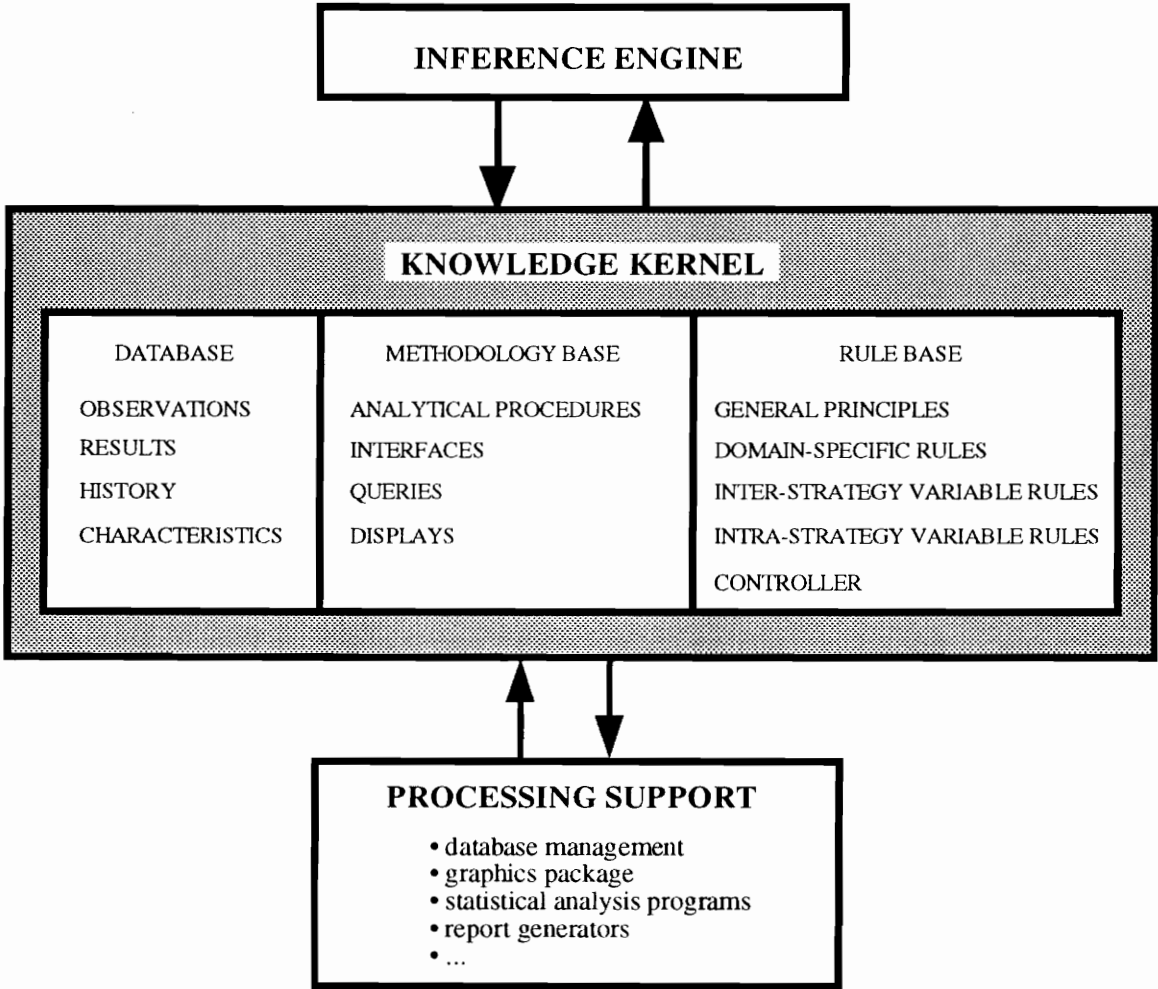 INFERENCE ENGINE
KNOWLEDGE KERNEL
DATABASE
OBSERVATIONS
RESULTS
HISTORY
CHARACTERISTICS
METHODOLOGY BASE
ANALYTICAL PROCEDURES
INTERFACES
QUERIES
DISPLAYS
RULE BASE
GENERAL PRINCIPLES
DOMAIN-SPECIFIC RULES
INTER-STRATEGY VARIABLE RULES
INTRA-STRATEGY VARIABLE RULES
CONTROLLER
PROCESSING SUPPORT
• database management
• graphics package
• statistical analysis programs
• report generators
• ...